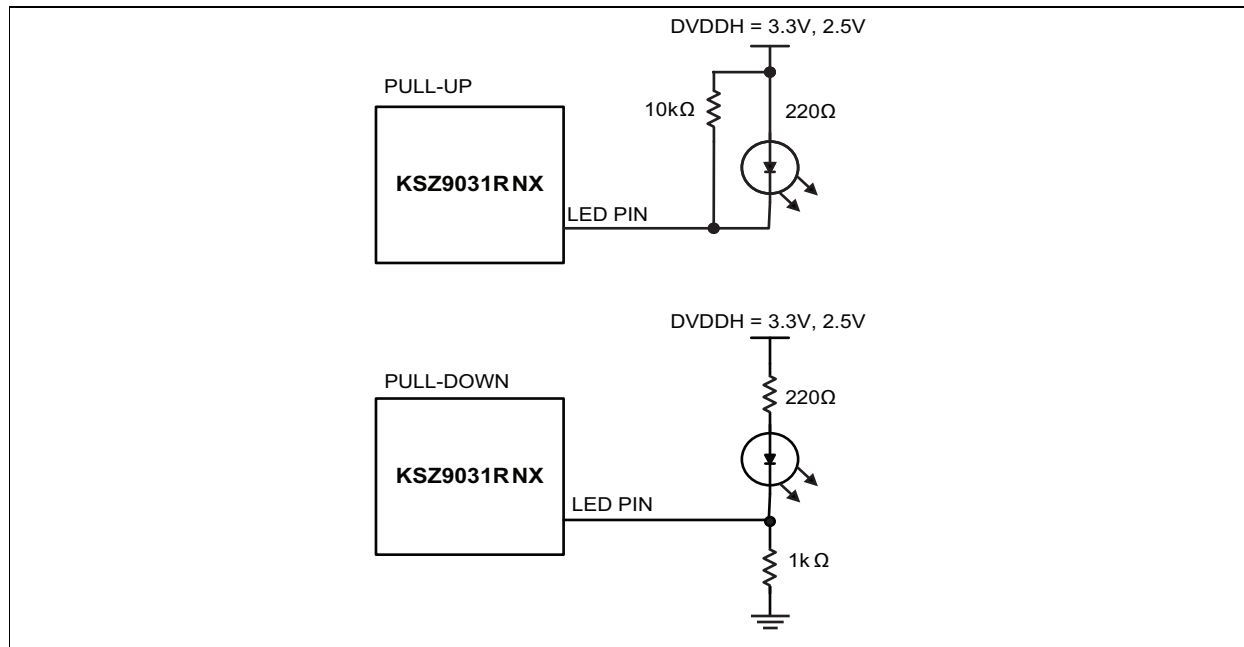 DVDDH = 3.3V, 2.5V
PULL-UP
10kΩ
220Ω
KSZ9031RNX
LED PIN
DVDDH = 3.3V, 2.5V
PULL-DOWN
220Ω
KSZ9031RNX
LED PIN
1kΩ